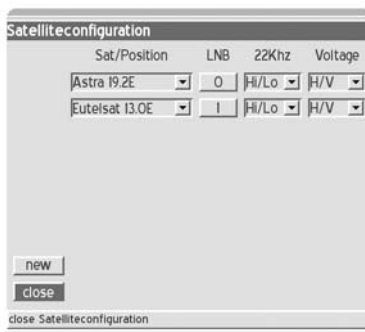 Satelliteconfiguration
Sat/Position LNB 22Khz Voltage
Astra 19.2E 0 Hi/Lo H/V
Eutelsat 13.0E 1 Hi/Lo H/V
new
close
close Satelliteconfiguration